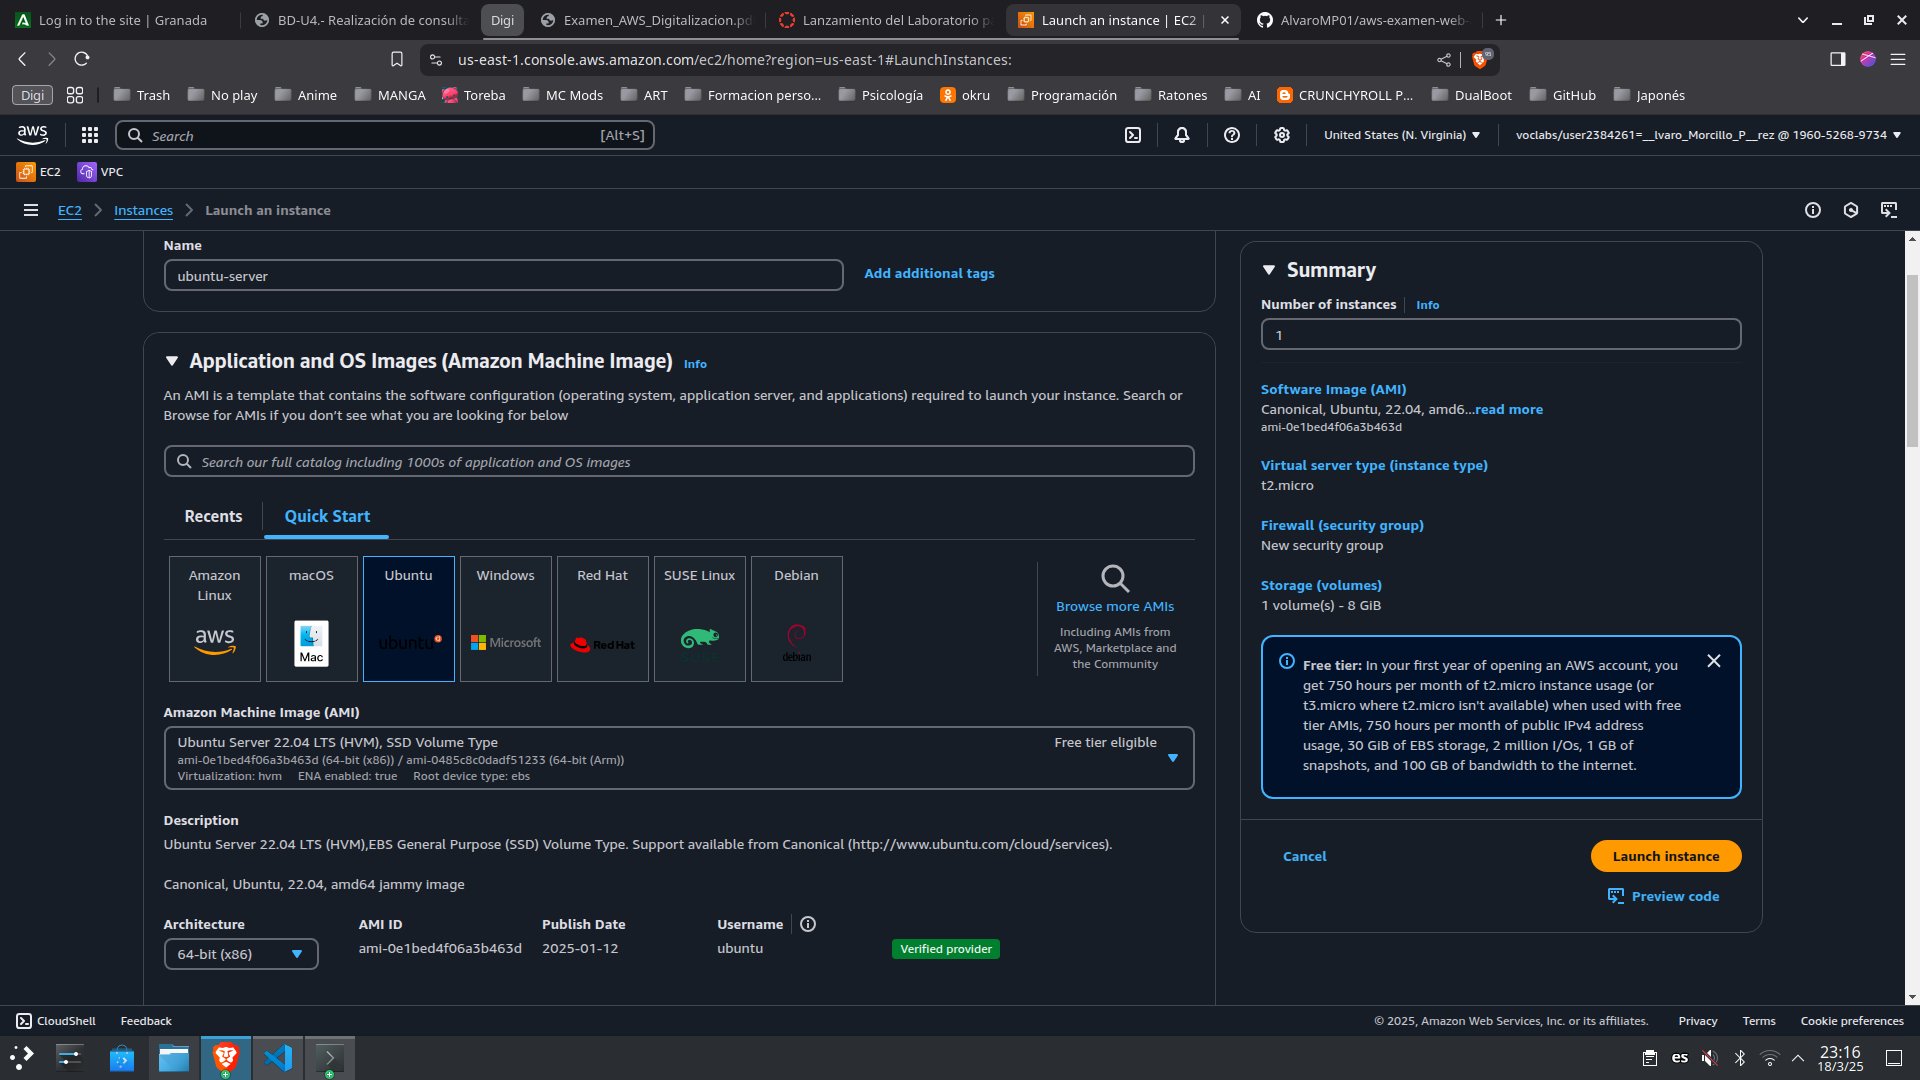 Log in to the site | Granada
BD-U4.- Realización de consulta
Digi
Examen_AWS_Digitalizacion.pd
Lanzamiento del Laboratorio p
Launch an instance | EC2
AlvaroMP01/aws-examen-web-
us-east-1.console.aws.amazon.com/ec2/home?region=us-east-1#LaunchInstances:
Digi
Trash
No play
Anime
MANGA
Toreba
MC Mods
ART
Formacion perso...
Psicología
okru
Programación
Ratones
AI
CRUNCHYROLL P...
DualBoot
GitHub
Japonés
aws
Search
[Alt+S]
United States (N. Virginia)
voclabs/user2384261=__lvaro_Morcillo_P__rez @ 1960-5268-9734
EC2
VPC
EC2
Instances
Launch an instance
Name
ubuntu-server
Add additional tags
Application and OS Images (Amazon Machine Image)
Info
An AMI is a template that contains the software configuration (operating system, application server, and applications) required to launch your instance. Search or
Browse for AMIs if you don’t see what you are looking for below
Search our full catalog including 1000s of application and OS images
Recents
Quick Start
Amazon
Linux
aws
macOS
Mac
Ubuntu
ubuntu
Windows
Microsoft
Red Hat
Red Hat
SUSE Linux
Debian
debian
Browse more AMIs
Including AMIs from
AWS, Marketplace and
the Community
Amazon Machine Image (AMI)
Ubuntu Server 22.04 LTS (HVM), SSD Volume Type
Free tier eligible
ami-0e1bed4f06a3b463d (64-bit (x86)) / ami-0485c8c0dadf51233 (64-bit (Arm))
Virtualization: hvm
ENA enabled: true
Root device type: ebs
Description
Ubuntu Server 22.04 LTS (HVM),EBS General Purpose (SSD) Volume Type. Support available from Canonical (http://www.ubuntu.com/cloud/services).
Canonical, Ubuntu, 22.04, amd64 jammy image
Architecture
64-bit (x86)
AMI ID
ami-0e1bed4f06a3b463d
Publish Date
2025-01-12
Username
ubuntu
Verified provider
Summary
Number of instances
Info
1
Software Image (AMI)
Canonical, Ubuntu, 22.04, amd6...read more
ami-0e1bed4f06a3b463d
Virtual server type (instance type)
t2.micro
Firewall (security group)
New security group
Storage (volumes)
1 volume(s) - 8 GiB
Free tier: In your first year of opening an AWS account, you
get 750 hours per month of t2.micro instance usage (or
t3.micro where t2.micro isn't available) when used with free
tier AMIs, 750 hours per month of public IPv4 address
usage, 30 GiB of EBS storage, 2 million I/Os, 1 GB of
snapshots, and 100 GB of bandwidth to the internet.
Cancel
Launch instance
Preview code
CloudShell
Feedback
© 2025, Amazon Web Services, Inc. or its affiliates.
Privacy
Terms
Cookie preferences
es
23:16
18/3/25